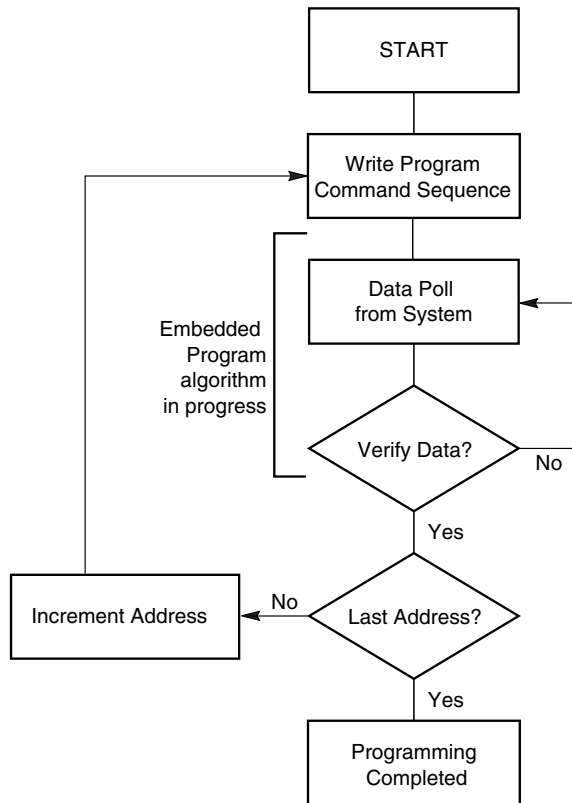 START
Write Program
Command Sequence
Data Poll
from System
Embedded
Program
algorithm
in progress
Verify Data?
No
Yes
Increment Address
No
Last Address?
Yes
Programming
Completed